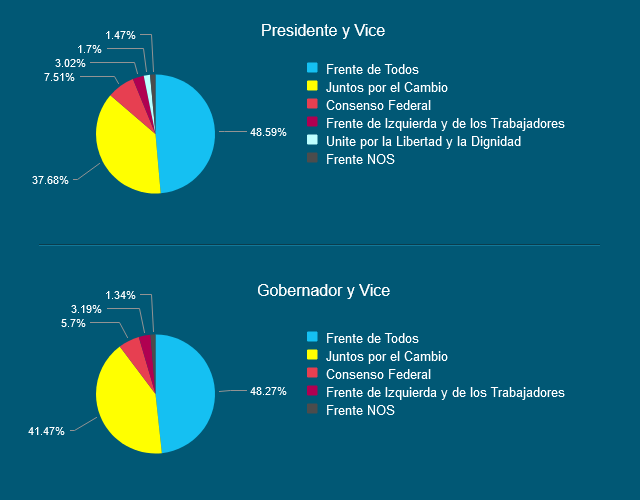 Presidente y Vice
1.47%
1.7%
3.02%
7.51%
48.59%
37.68%
Frente de Todos
Juntos por el Cambio
Consenso Federal
Frente de Izquierda y de los Trabajadores
Unite por la Libertad y la Dignidad
Frente NOS
Gobernador y Vice
1.34%
3.19%
5.7%
48.27%
41.47%
Frente de Todos
Juntos por el Cambio
Consenso Federal
Frente de Izquierda y de los Trabajadores
Frente NOS